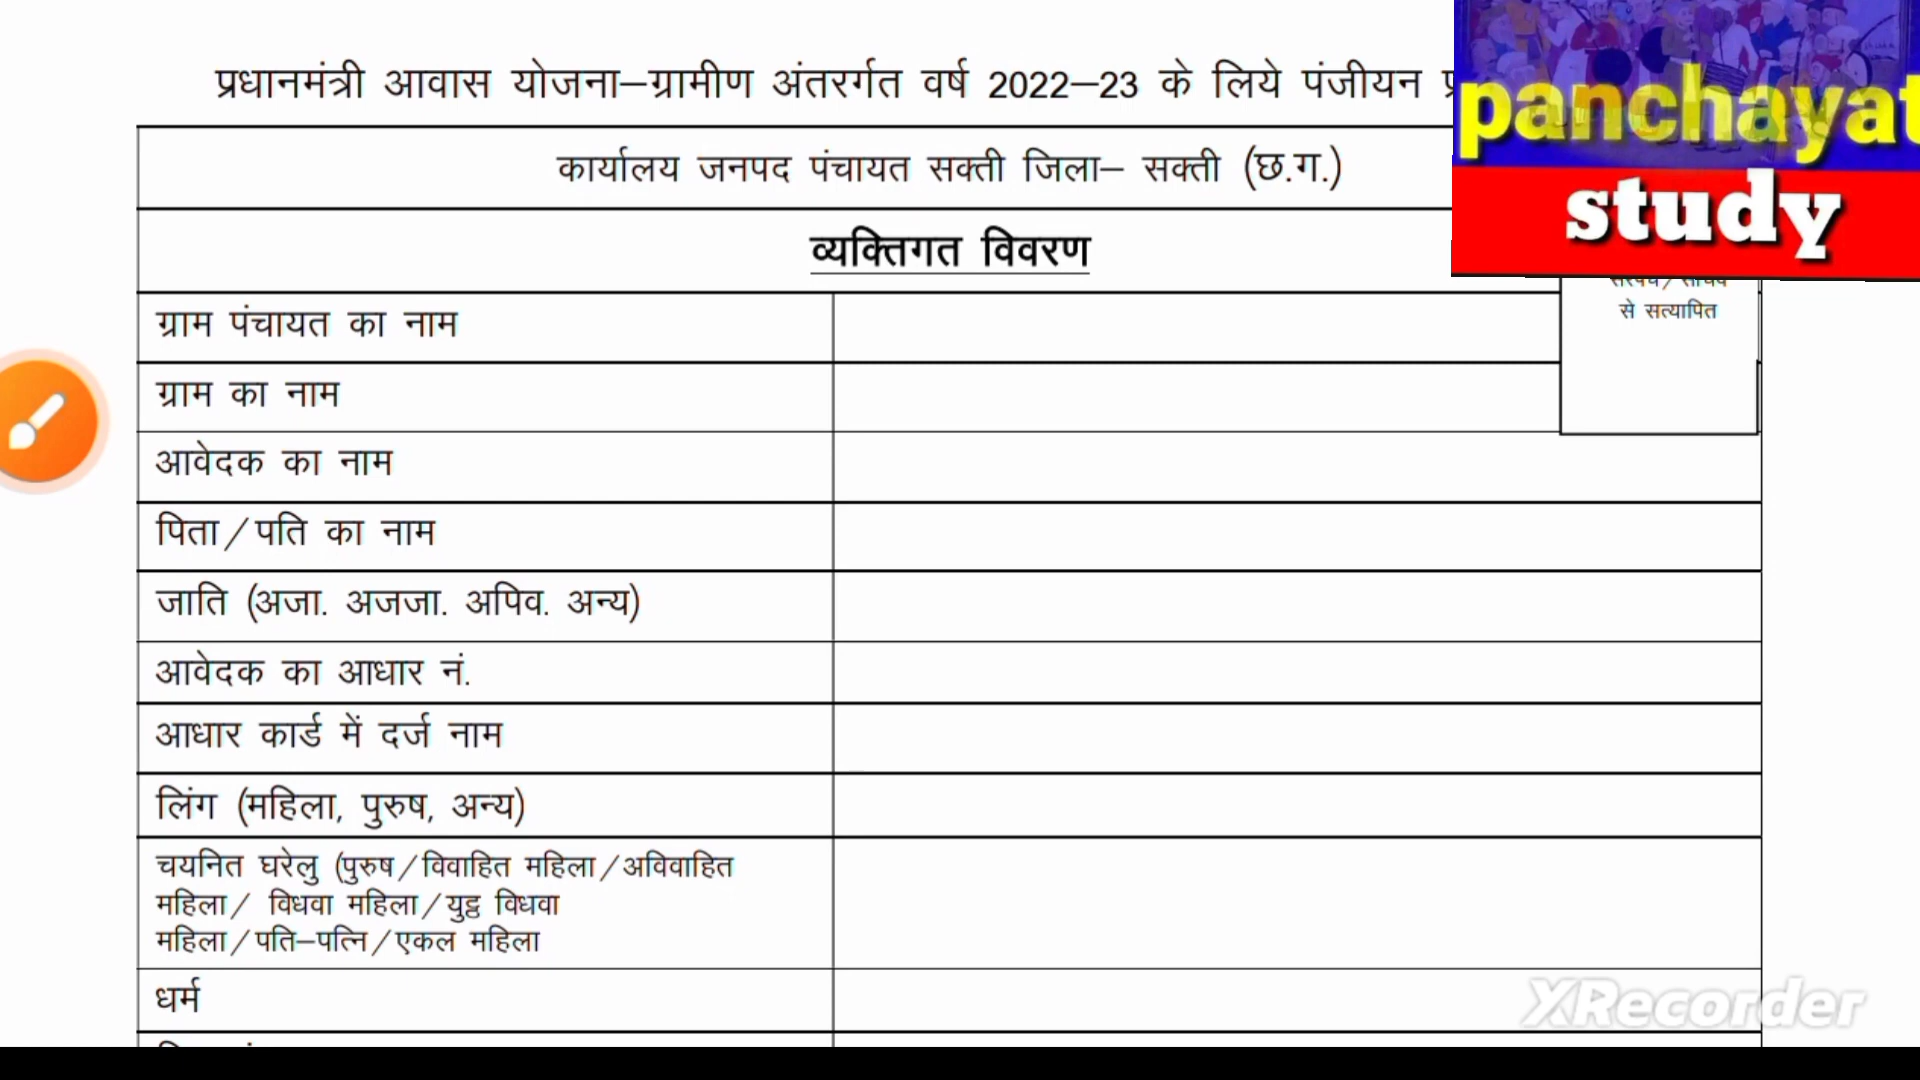 प्रधानमंत्री आवास योजना–ग्रामीण अंतरर्गत वर्ष 2022–23 के लिये पंजीयन
panchayat
study
कार्यालय जनपद पंचायत सक्ती जिला– सक्ती (छ.ग.)
व्यक्तिगत विवरण
से सत्यापित
ग्राम पंचायत का नाम
ग्राम का नाम
आवेदक का नाम
पिता/पति का नाम
जाति (अजा. अजजा. अपिव. अन्य)
आवेदक का आधार नं.
आधार कार्ड में दर्ज नाम
लिंग (महिला, पुरुष, अन्य)
चयनित घरेलु (पुरुष/विवाहित महिला/अविवाहित
महिला/ विधवा महिला/युद्ध विधवा
महिला/पति–पत्नि/एकल महिला
धर्म
XRecorder